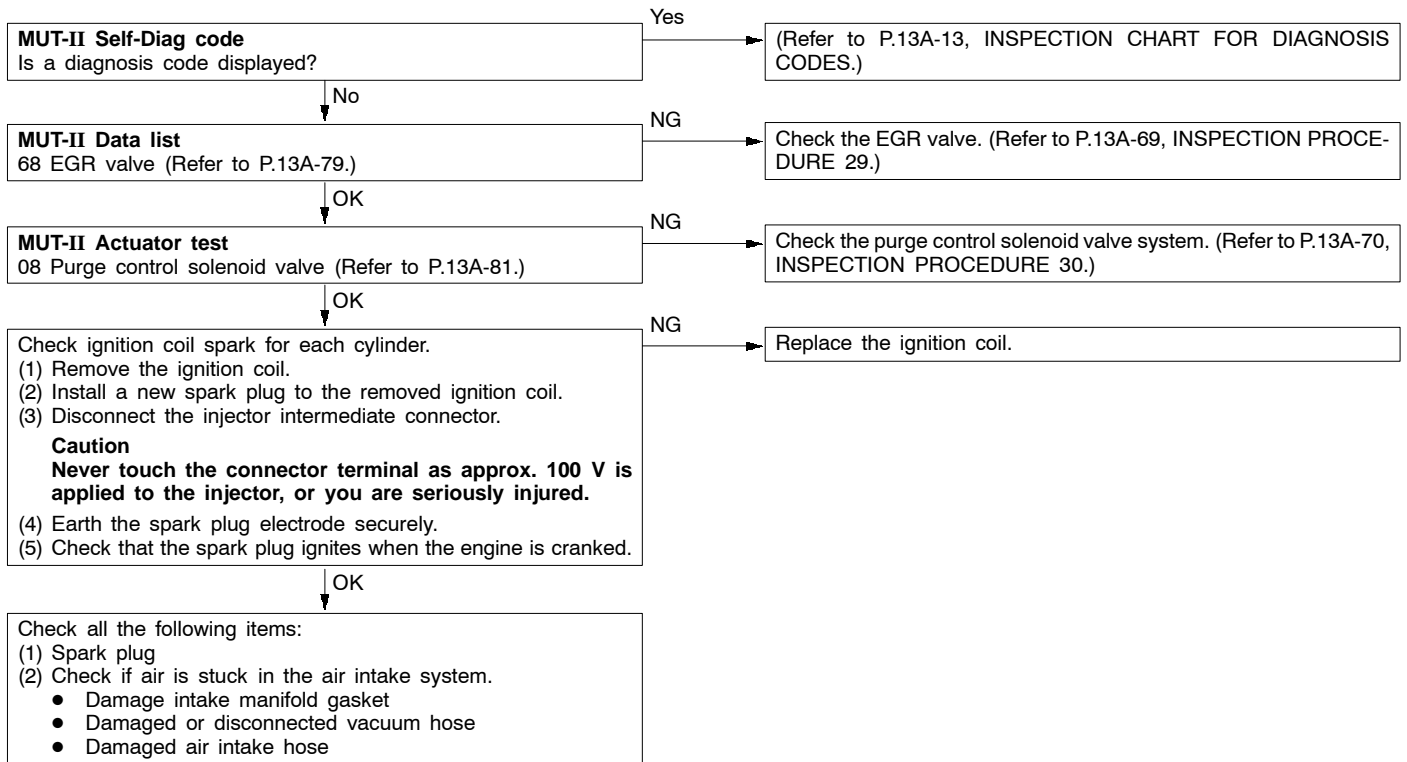 MUT-II Self-Diag code
Is a diagnosis code displayed?
Yes
(Refer to P.13A-13, INSPECTION CHART FOR DIAGNOSIS
CODES.)
No
MUT-II Data list
68 EGR valve (Refer to P.13A-79.)
NG
Check the EGR valve. (Refer to P.13A-69, INSPECTION PROCE-
DURE 29.)
OK
MUT-II Actuator test
08 Purge control solenoid valve (Refer to P.13A-81.)
NG
Check the purge control solenoid valve system. (Refer to P.13A-70,
INSPECTION PROCEDURE 30.)
OK
Check ignition coil spark for each cylinder.
(1) Remove the ignition coil.
(2) Install a new spark plug to the removed ignition coil.
(3) Disconnect the injector intermediate connector.
Caution
Never touch the connector terminal as approx. 100 V is
applied to the injector, or you are seriously injured.
(4) Earth the spark plug electrode securely.
(5) Check that the spark plug ignites when the engine is cranked.
NG
Replace the ignition coil.
OK
Check all the following items:
(1) Spark plug
(2) Check if air is stuck in the air intake system.
● Damage intake manifold gasket
● Damaged or disconnected vacuum hose
● Damaged air intake hose